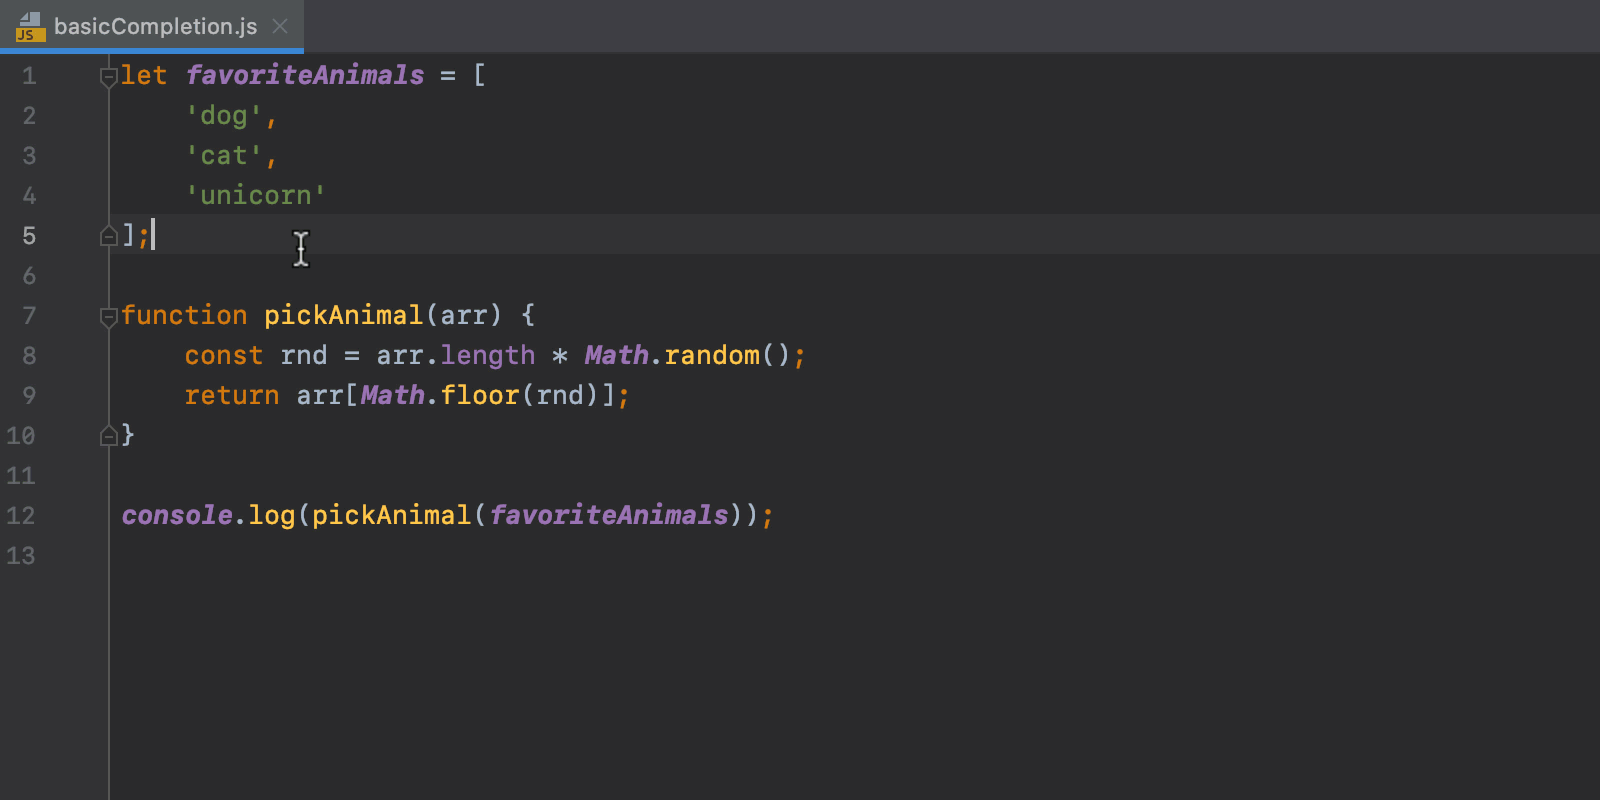 JS basicCompletion.js
1 let favoriteAnimals = [
2     'dog',
3     'cat',
4     'unicorn'
5 ];
6
7 function pickAnimal(arr) {
8     const rnd = arr.length * Math.random();
9     return arr[Math.floor(rnd)];
10 }
11
12 console.log(pickAnimal(favoriteAnimals));
13